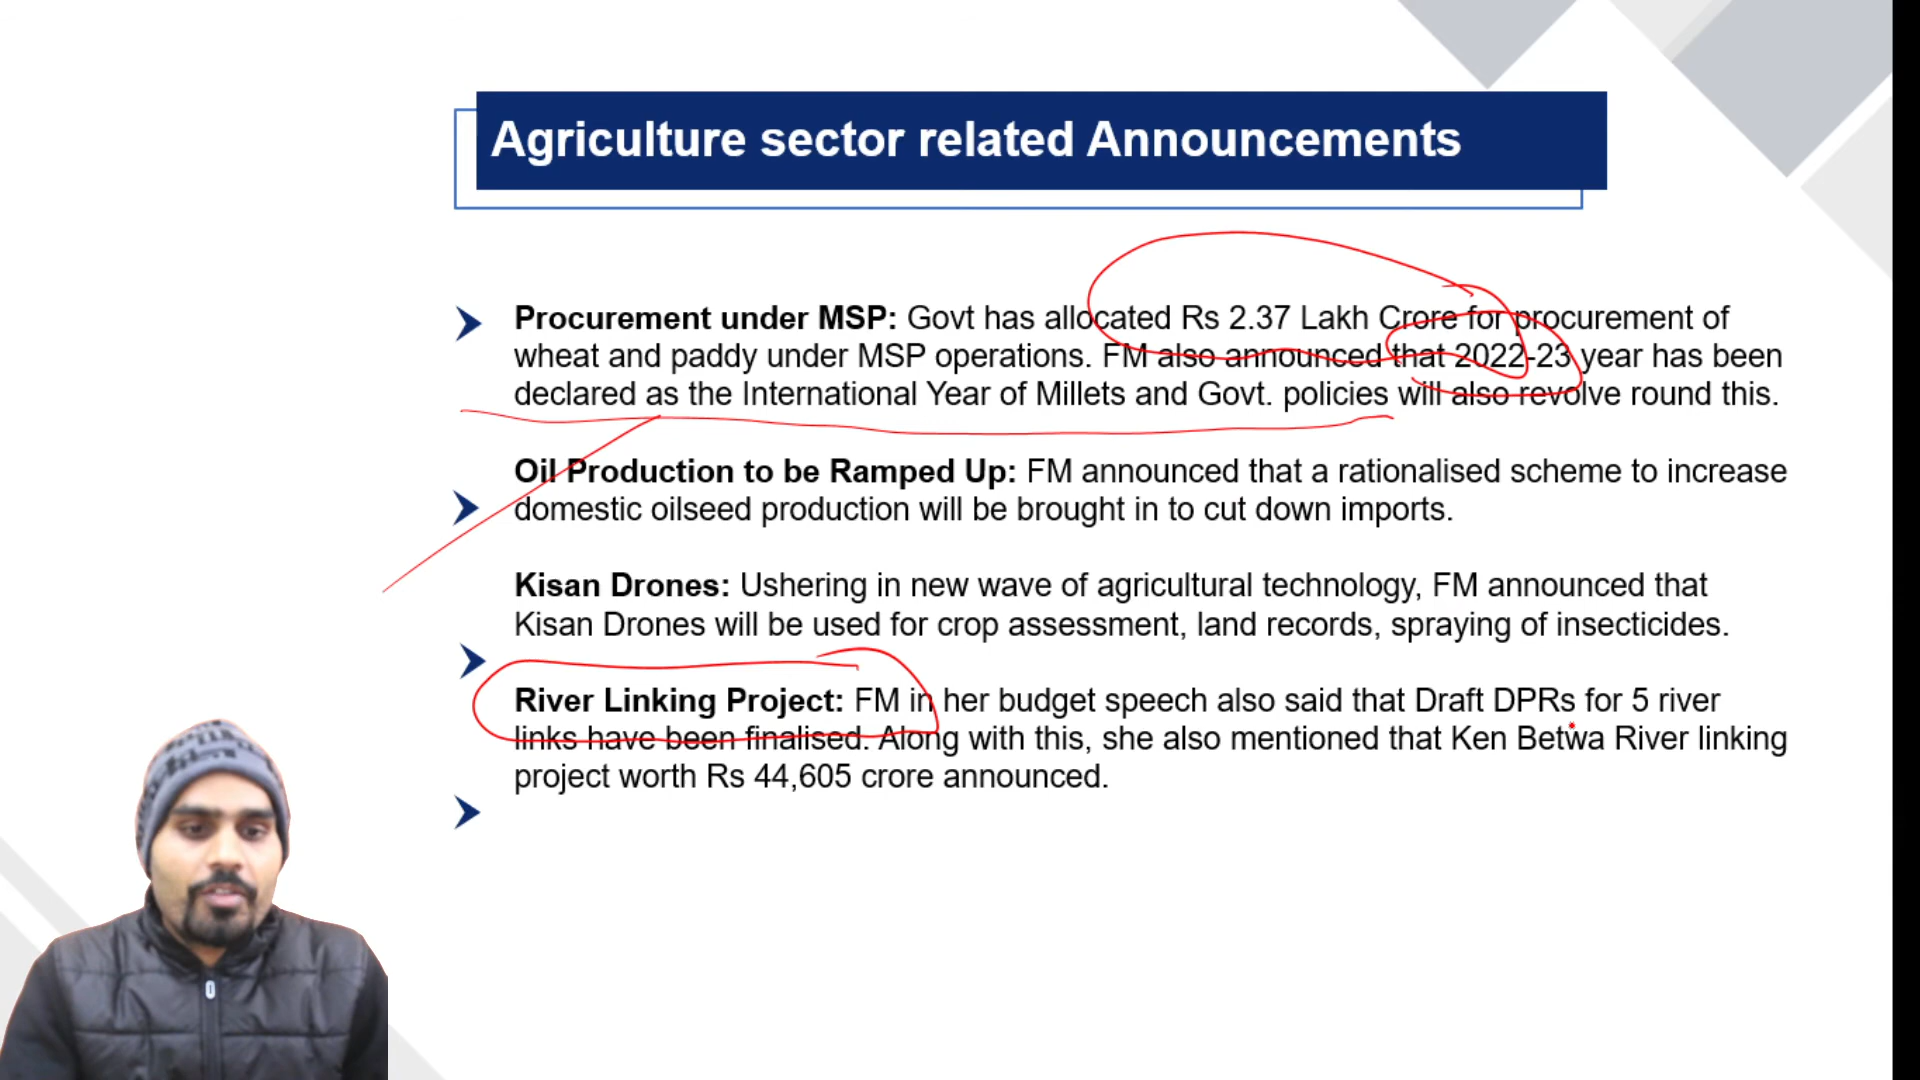 Agriculture sector related Announcements
Procurement under MSP: Govt has allocated Rs 2.37 Lakh Crore for procurement of
wheat and paddy under MSP operations. FM also announced that 2022-23 year has been
declared as the International Year of Millets and Govt. policies will also revolve round this.
Oil Production to be Ramped Up: FM announced that a rationalised scheme to increase
domestic oilseed production will be brought in to cut down imports.
Kisan Drones: Ushering in new wave of agricultural technology, FM announced that
Kisan Drones will be used for crop assessment, land records, spraying of insecticides.
River Linking Project: FM in her budget speech also said that Draft DPRs for 5 river
links have been finalised. Along with this, she also mentioned that Ken Betwa River linking
project worth Rs 44,605 crore announced.